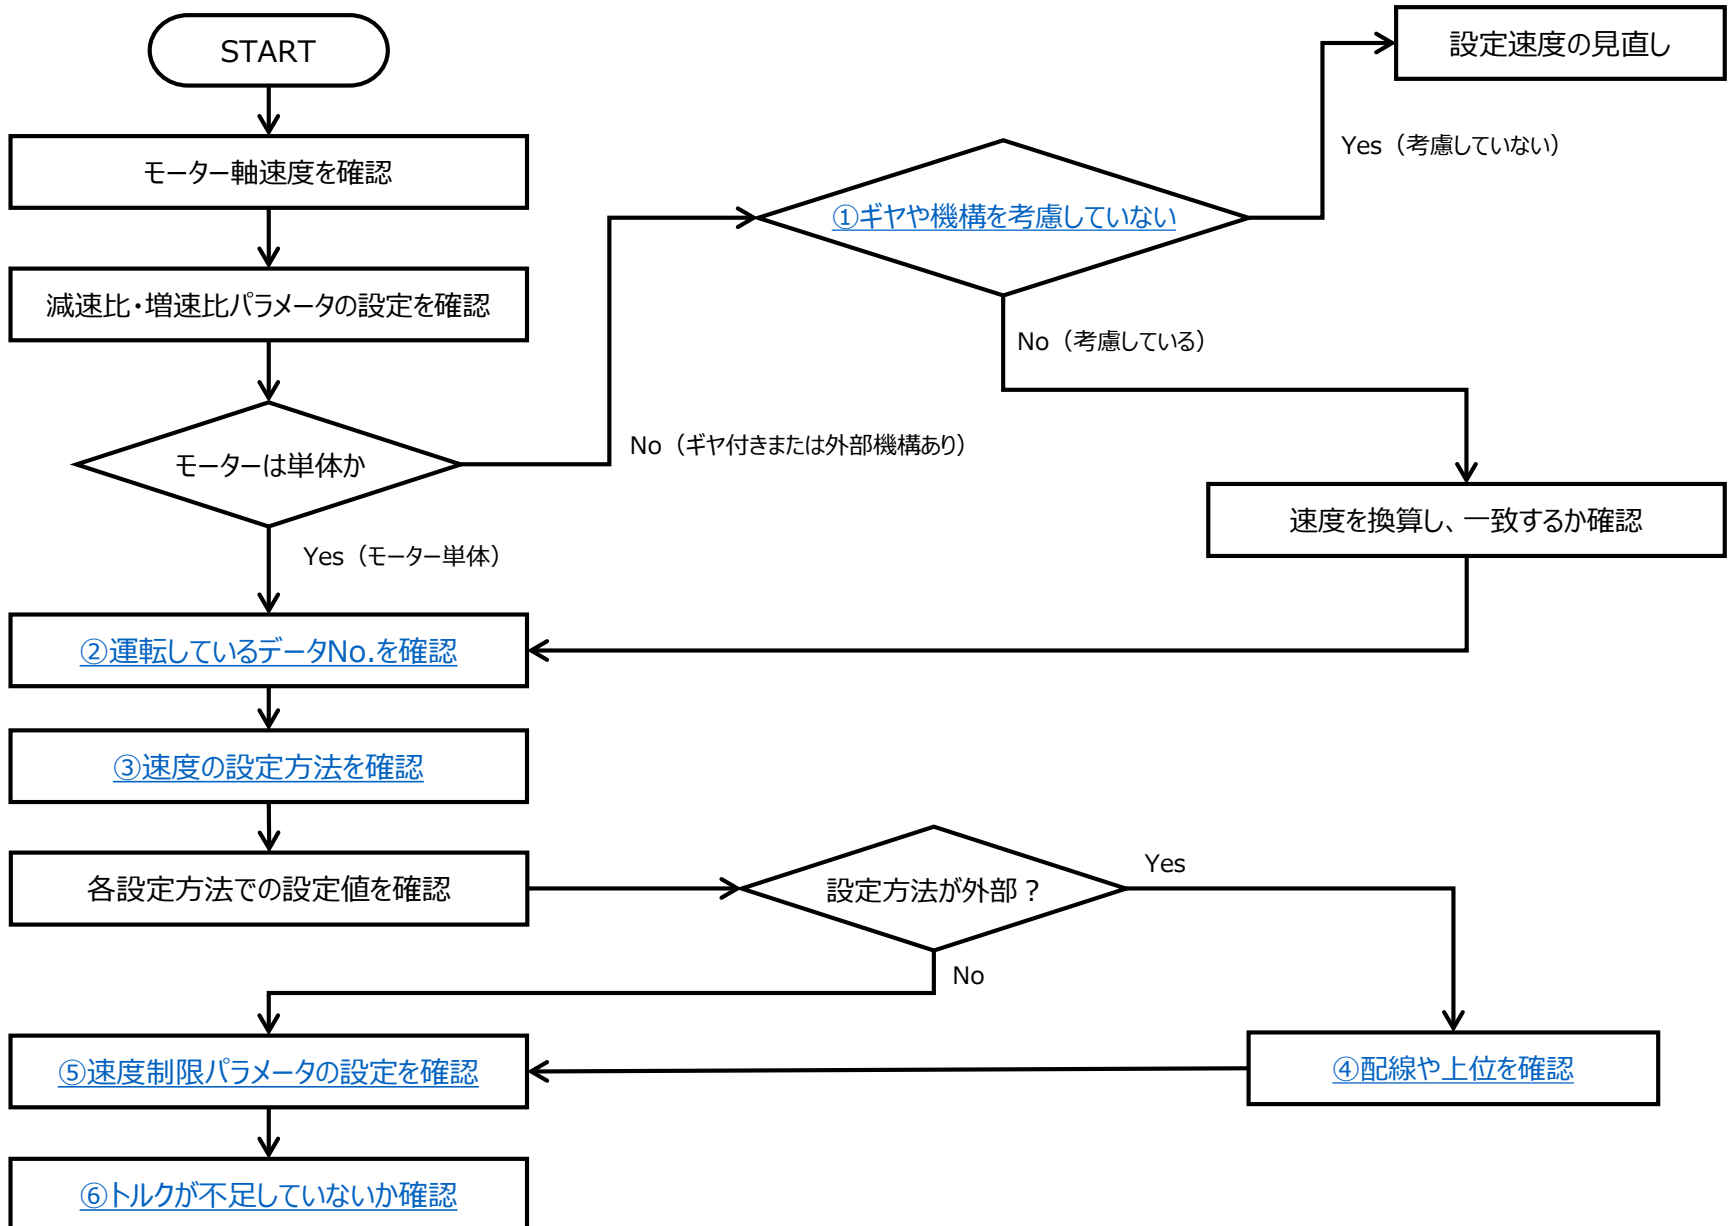 START
設定速度の見直し
モーター軸速度を確認
Yes（考慮していない）
①ギヤや機構を考慮していない
減速比・増速比パラメータの設定を確認
No（考慮している）
モーターは単体か
No（ギヤ付きまたは外部機構あり）
速度を換算し、一致するか確認
Yes（モーター単体）
②運転しているデータNo.を確認
③速度の設定方法を確認
各設定方法での設定値を確認
設定方法が外部？
Yes
No
⑤速度制限パラメータの設定を確認
④配線や上位を確認
⑥トルクが不足していないか確認